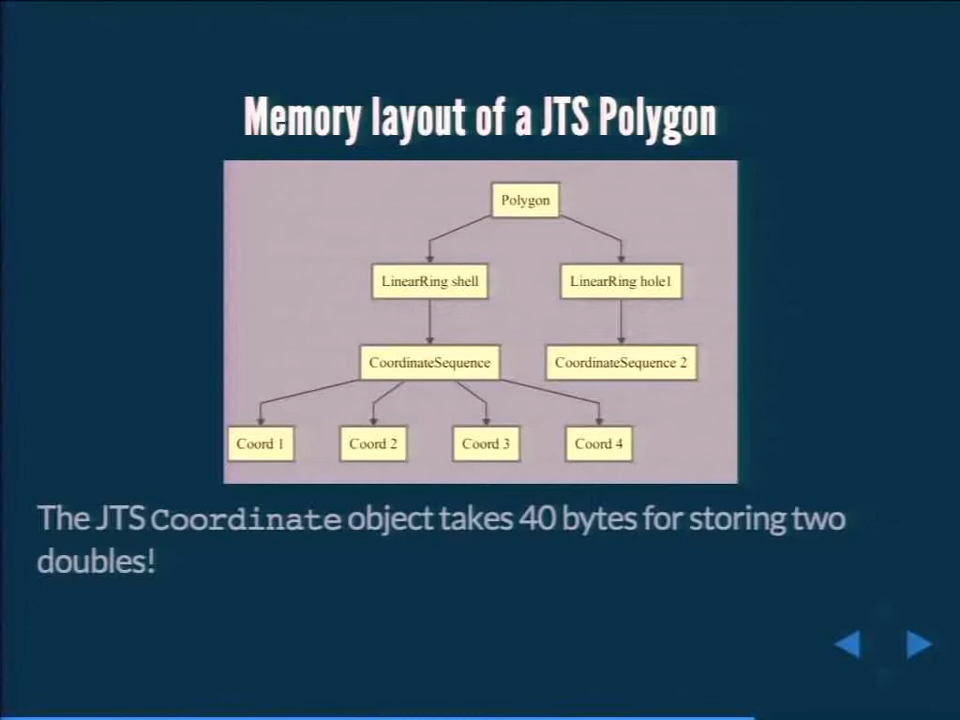 Memory layout of a JTS Polygon
Polygon
LinearRing shell
LinearRing hole1
CoordinateSequence
CoordinateSequence 2
Coord 1
Coord 2
Coord 3
Coord 4
The JTS Coordinate object takes 40 bytes for storing two
doubles!